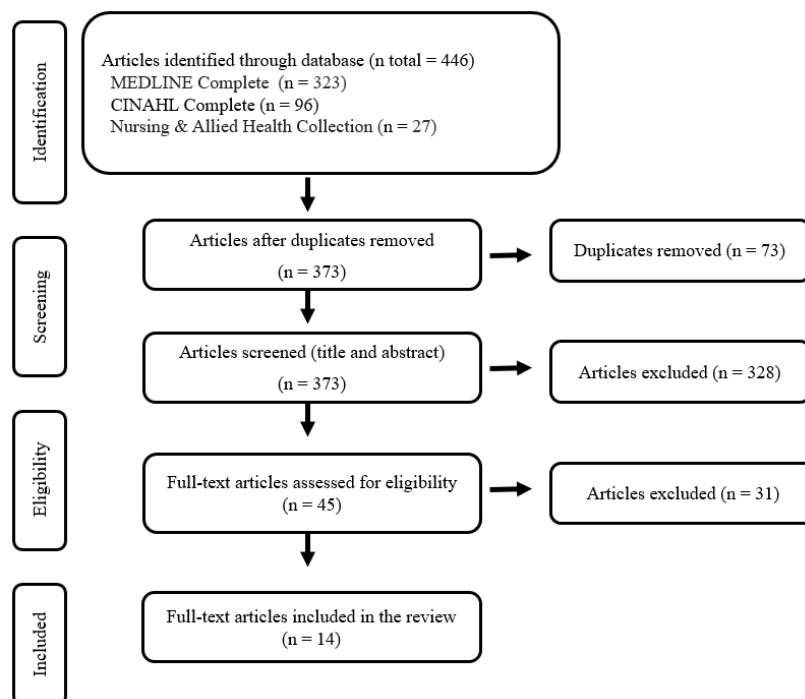 Identification
Articles identified through database (n total = 446)
MEDLINE Complete (n = 323)
CINAHL Complete (n = 96)
Nursing & Allied Health Collection (n = 27)
Screening
Articles after duplicates removed
(n = 373)
Duplicates removed (n = 73)
Articles screened (title and abstract)
(n = 373)
Articles excluded (n = 328)
Eligibility
Full-text articles assessed for eligibility
(n = 45)
Articles excluded (n = 31)
Included
Full-text articles included in the review
(n = 14)